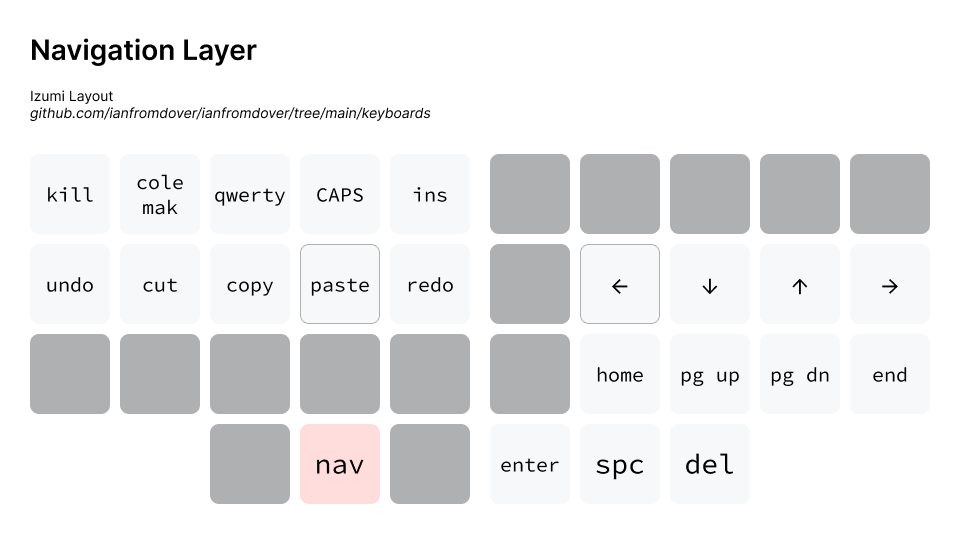 Navigation Layer
Izumi Layout
github.com/ianfromdover/ianfromdover/tree/main/keyboards
kill
cole
mak
qwerty
CAPS
ins
undo
cut
copy
paste
redo
←
↓
↑
→
home
pg up
pg dn
end
nav
enter
spc
del